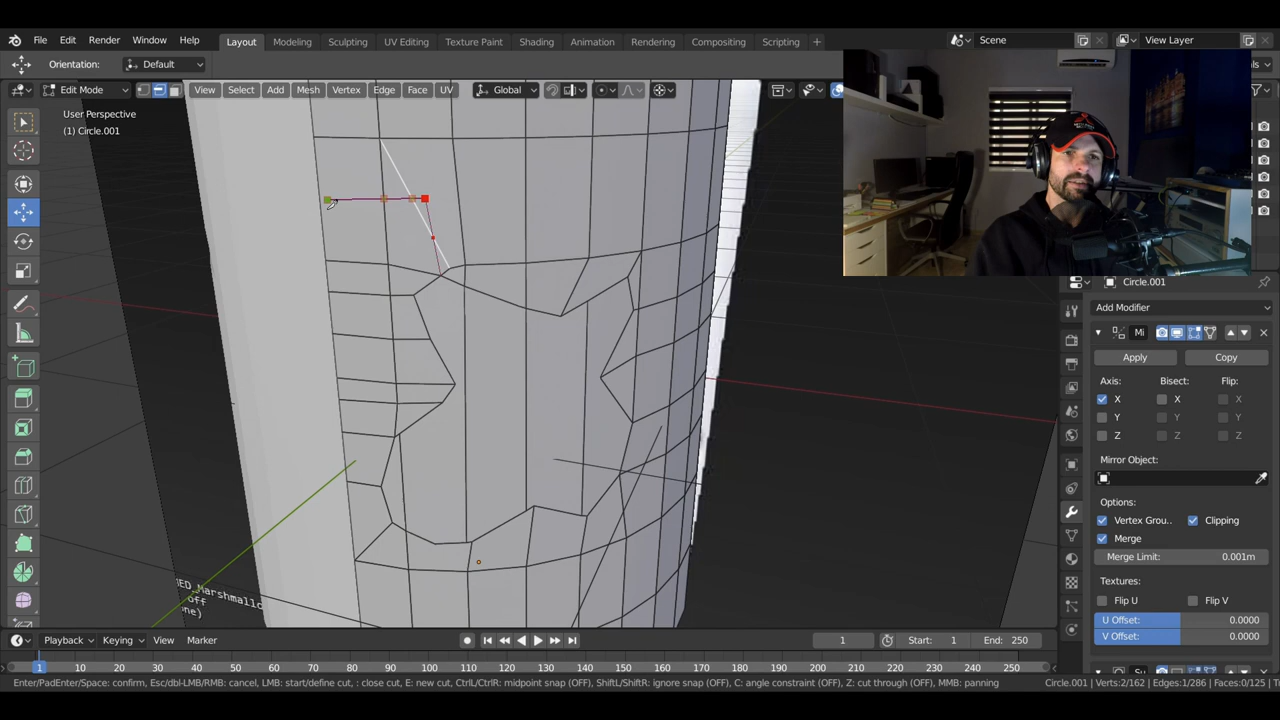 File Edit Render Window Help Layout Modeling Sculpting UV Editing Texture Paint Shading Animation Rendering Compositing Scripting + Scene View Layer
Orientation: Default
Edit Mode View Select Add Mesh Vertex Edge Face UV Global
User Perspective
(1) Circle.001
Circle.001
Add Modifier
Mi
Apply Copy
Axis: Bisect: Flip:
X X X
Y Y Y
Z Z Z
Mirror Object:
Options:
Vertex Grou.. Clipping
Merge
Merge Limit: 0.001m
Textures:
Flip U Flip V
U Offset: 0.0000
V Offset: 0.0000
Playback Keying View Marker 1 Start: 1 End: 250
1 10 20 30 40 50 60 70 80 90 100 110 120 130 140 150 160 170 180 190 200 210 220 230 240 250
Enter/PadEnter/Space: confirm, Esc/dbl-LMB/RMB: cancel, LMB: start/define cut, : close cut, E: new cut, CtrlL/CtrlR: midpoint snap (OFF), ShiftL/ShiftR: ignore snap (OFF), C: angle constraint (OFF), Z: cut through (OFF), MMB: panning Circle.001 | Verts:2/162 | Edges:1/286 | Faces:0/125 |